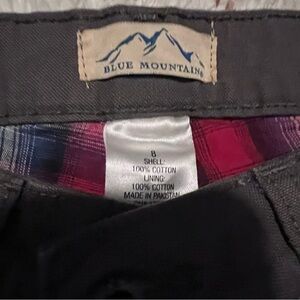 BLUE MOUNTAIN
8
SHELL:
100% COTTON
LINING:
100% COTTON
MADE IN PAKISTAN